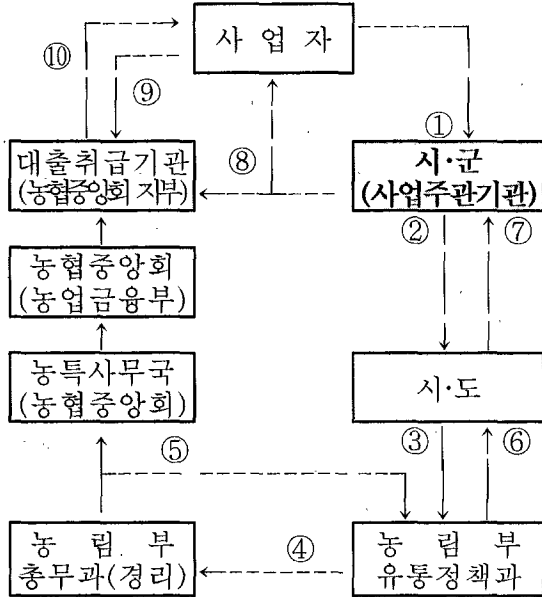 사 업 자
⑩
⑨
①
⑧
대출취급기관
(농협중앙회 지부)
시·군
(사업주관기관)
②
⑦
농협중앙회
(농업금융부)
농특사무국
(농협중앙회)
시·도
③
⑥
⑤
농 림 부
총무과(경리)
④
농 림 부
유통정책과